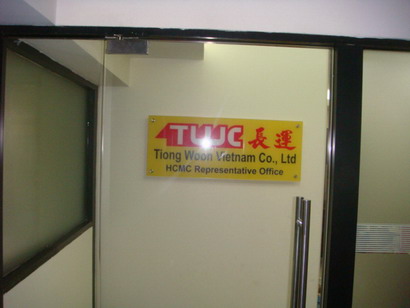 TWC 長運
Tiong Woon Vietnam Co., Ltd
HCMC Representative Office